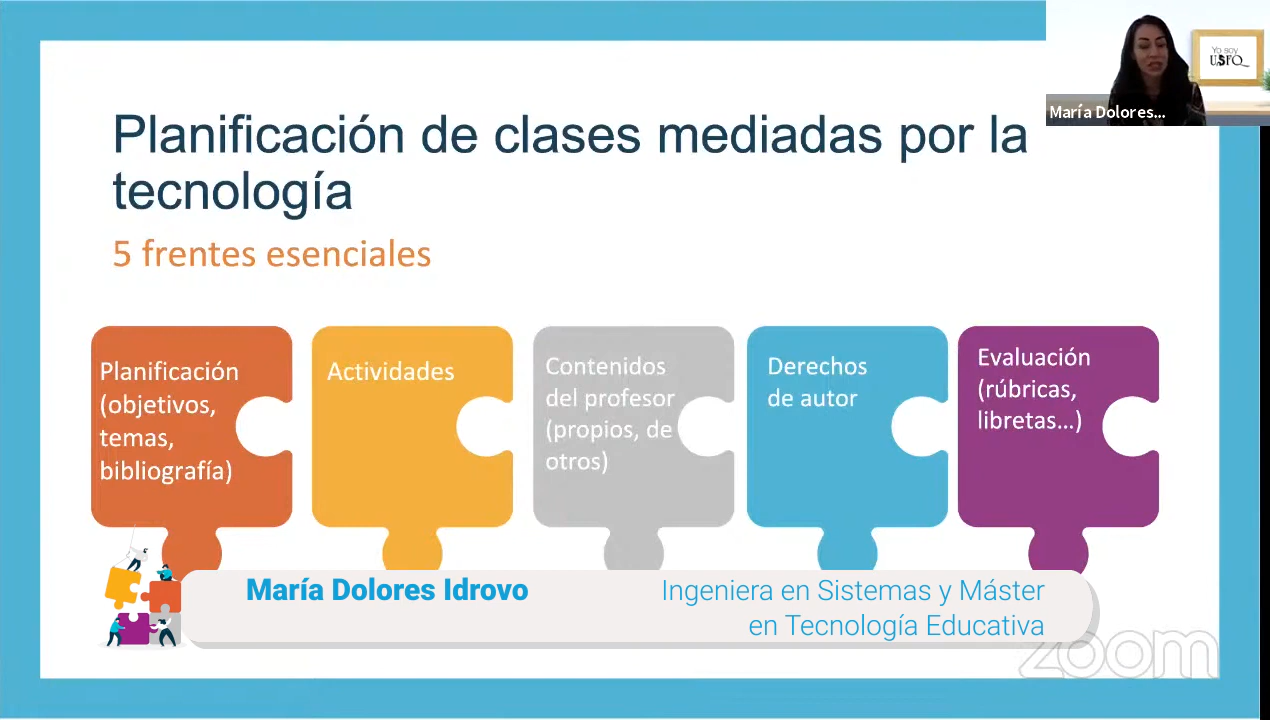 Yo soy
USFQ
María Dolores...
Planificación de clases mediadas por la
tecnología
5 frentes esenciales
Planificación
(objetivos,
temas,
bibliografía)
Actividades
Contenidos
del profesor
(propios, de
otros)
Derechos
de autor
Evaluación
(rúbricas,
libretas...)
María Dolores Idrovo
Ingeniera en Sistemas y Máster
en Tecnología Educativa
zoom